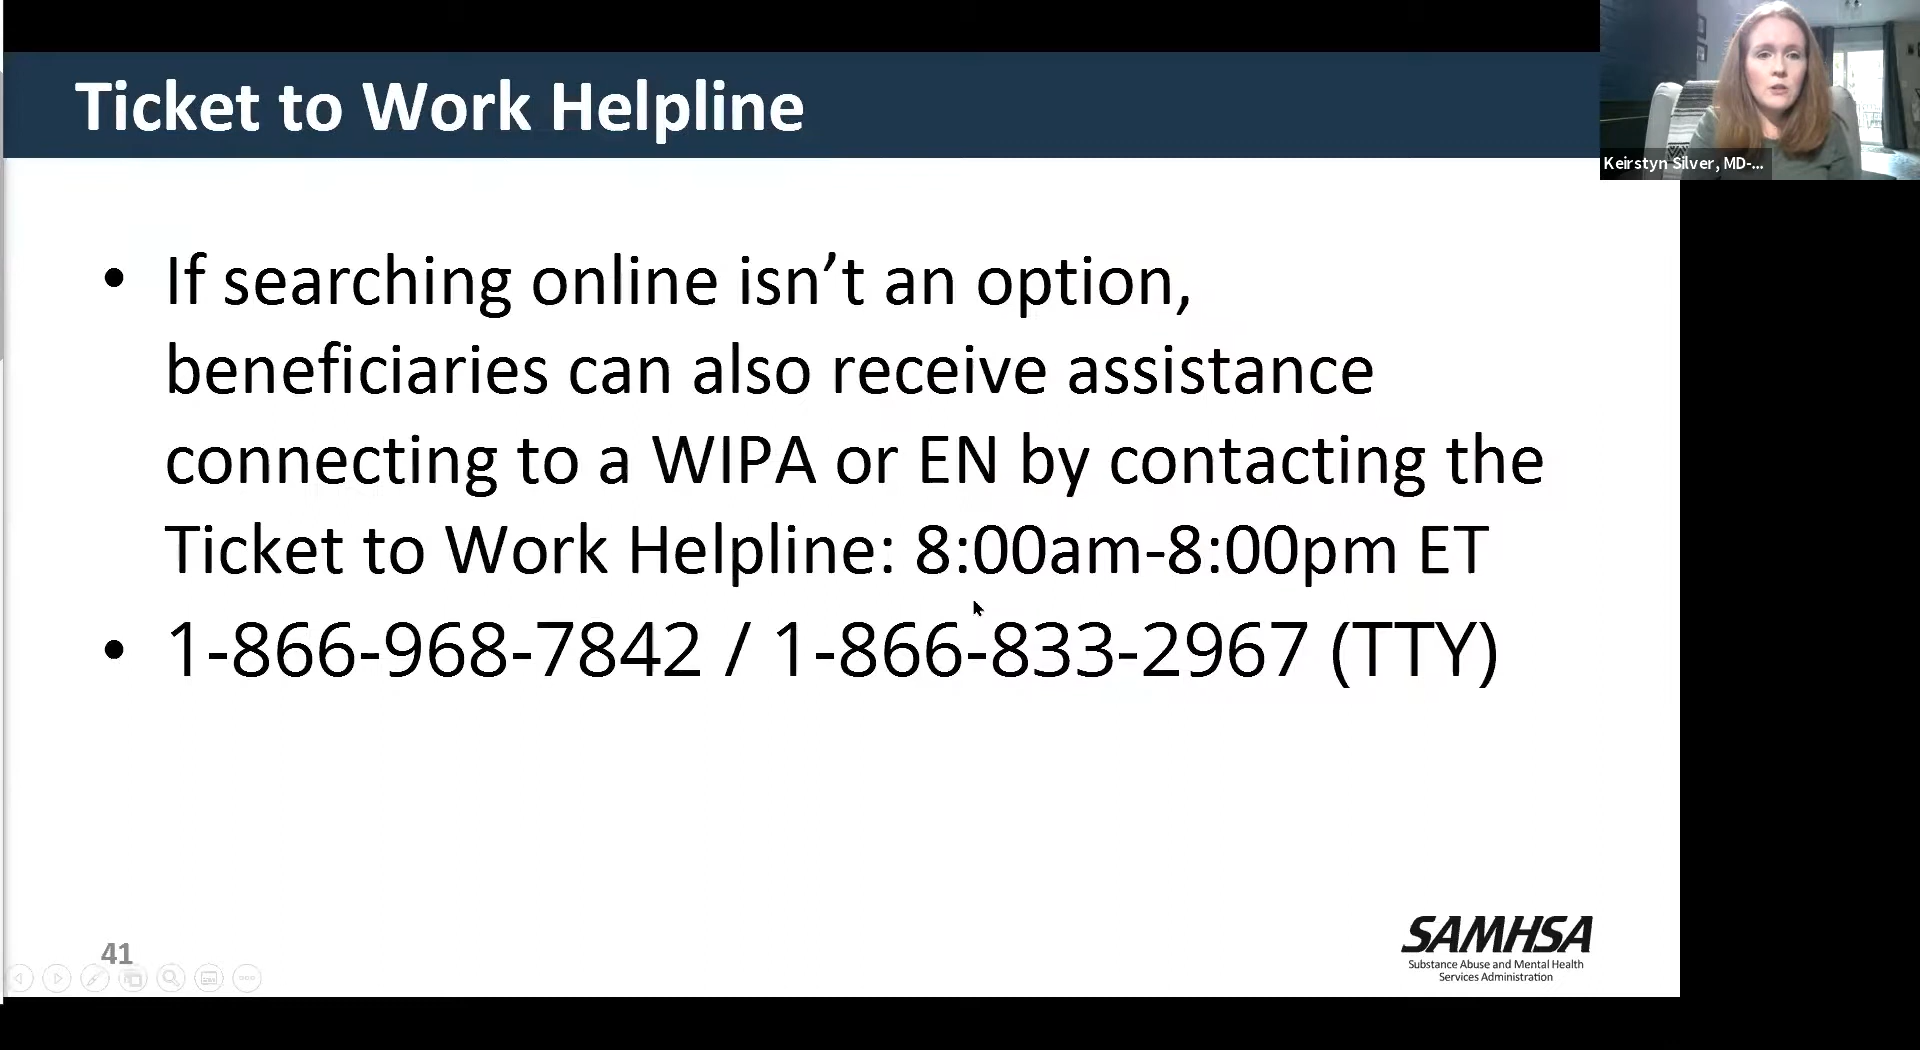 Ticket to Work Helpline
Keirstyn Silver, MD-...
• If searching online isn’t an option,
beneficiaries can also receive assistance
connecting to a WIPA or EN by contacting the
Ticket to Work Helpline: 8:00am-8:00pm ET
• 1-866-968-7842 / 1-866-833-2967 (TTY)
41
SAMHSA
Substance Abuse and Mental Health
Services Administration